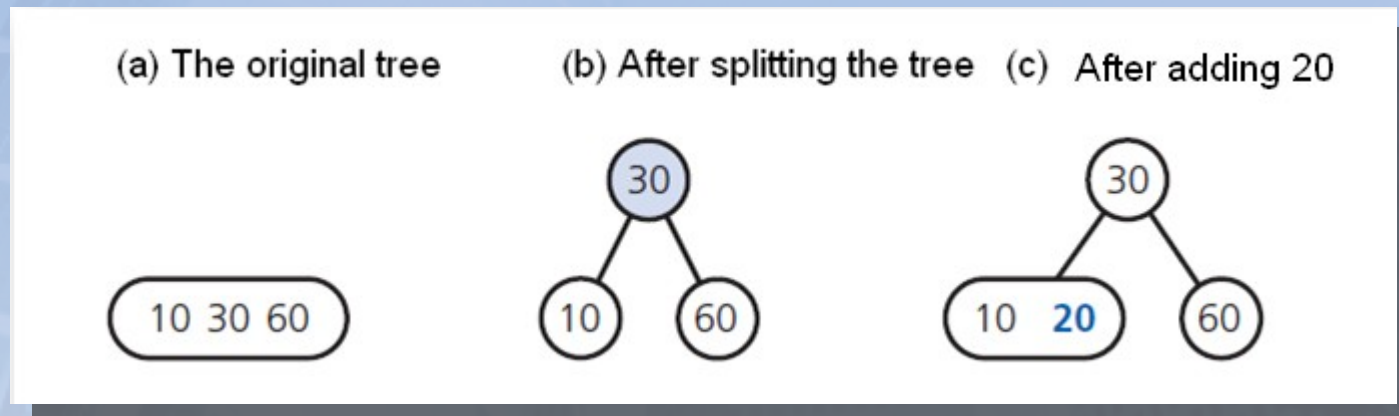 (a) The original tree
(b) After splitting the tree
(c) After adding 20
30
30
10 30 60
10
60
10 20
60